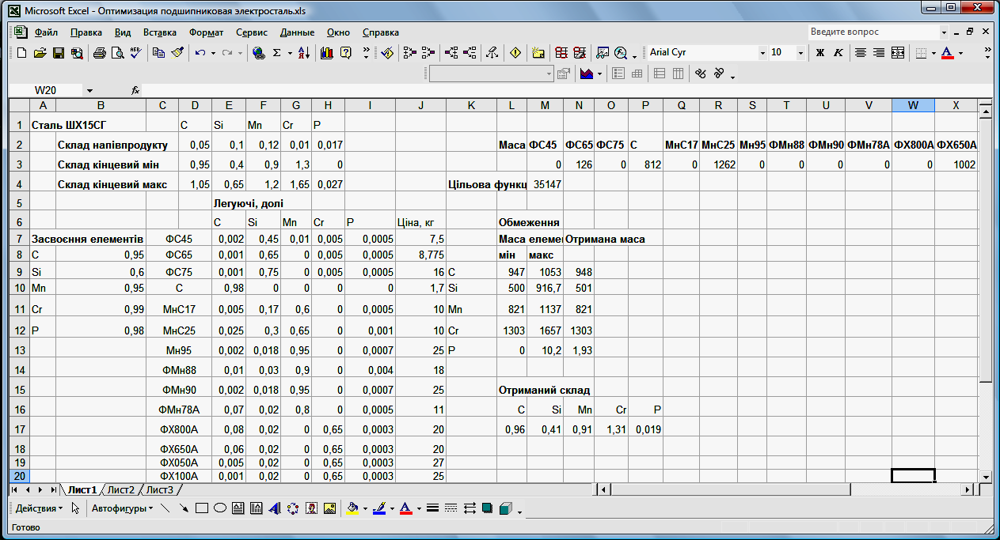 Microsoft Excel - Оптимизация подшипниковая электросталь.xls
Файл Правка Вид Вставка Формат Сервис Данные Окно Справка Введите вопрос
Arial Cyr 10 Ж К
W20 fx
A B C D E F G H I J K L M N O P Q R S T U V W X
1 Сталь ШХ15СГ C Si Mn Cr P
2 Склад напівпродукту 0,05 0,1 0,12 0,01 0,017 Маса ФС45 ФС65 ФС75 С МнС17 МнС25 Мн95 ФМн88 ФМн90 ФМн78А ФХ800А ФХ650А
3 Склад кінцевий мін 0,95 0,4 0,9 1,3 0 0 126 0 812 0 1262 0 0 0 0 0 1002
4 Склад кінцевий макс 1,05 0,65 1,2 1,65 0,027 Цільова функц 35147
5 Легуючі, долі
6 C Si Mn Cr P Ціна, кг Обмеження
7 Засвоєння елементів ФС45 0,002 0,45 0,01 0,005 0,0005 7,5 Маса елемен Отримана маса
8 C 0,95 ФС65 0,001 0,65 0 0,005 0,0005 8,775 мін макс
9 Si 0,6 ФС75 0,001 0,75 0 0,005 0,0005 16 C 947 1053 948
10 Mn 0,95 С 0,98 0 0 0 0 1,7 Si 500 916,7 501
11 Cr 0,99 МнС17 0,005 0,17 0,6 0 0,0005 10 Mn 821 1137 821
12 P 0,98 МнС25 0,025 0,3 0,65 0 0,001 10 Cr 1303 1657 1303
13 Мн95 0,002 0,018 0,95 0 0,0007 25 P 0 10,2 1,93
14 ФМн88 0,01 0,03 0,9 0 0,004 18
15 ФМн90 0,002 0,018 0,95 0 0,0007 25 Отриманий склад
16 ФМн78А 0,07 0,02 0,8 0 0,0005 11 C Si Mn Cr P
17 ФХ800А 0,08 0,02 0 0,65 0,0003 20 0,96 0,41 0,91 1,31 0,019
18 ФХ650А 0,06 0,02 0 0,65 0,0003 20
19 ФХ050А 0,005 0,02 0 0,65 0,0003 27
20 ФХ100А 0,001 0,02 0 0,65 0,0003 25
Лист1 Лист2 Лист3
Действия Автофигуры
Готово